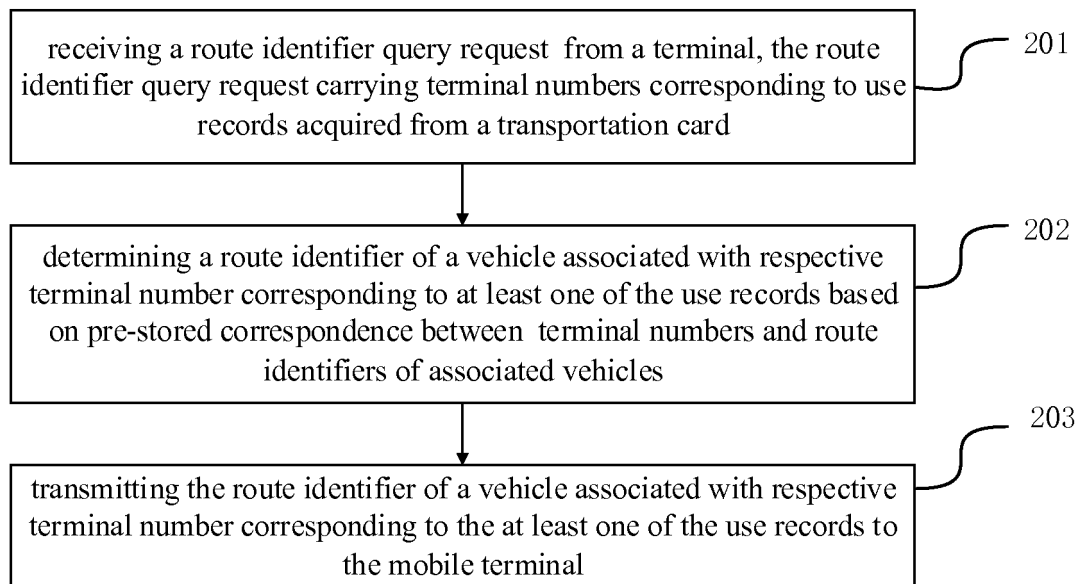 receiving a route identifier query request from a terminal, the route
identifier query request carrying terminal numbers corresponding to use
records acquired from a transportation card
201
determining a route identifier of a vehicle associated with respective
terminal number corresponding to at least one of the use records based
on pre-stored correspondence between terminal numbers and route
identifiers of associated vehicles
202
transmitting the route identifier of a vehicle associated with respective
terminal number corresponding to the at least one of the use records to
the mobile terminal
203